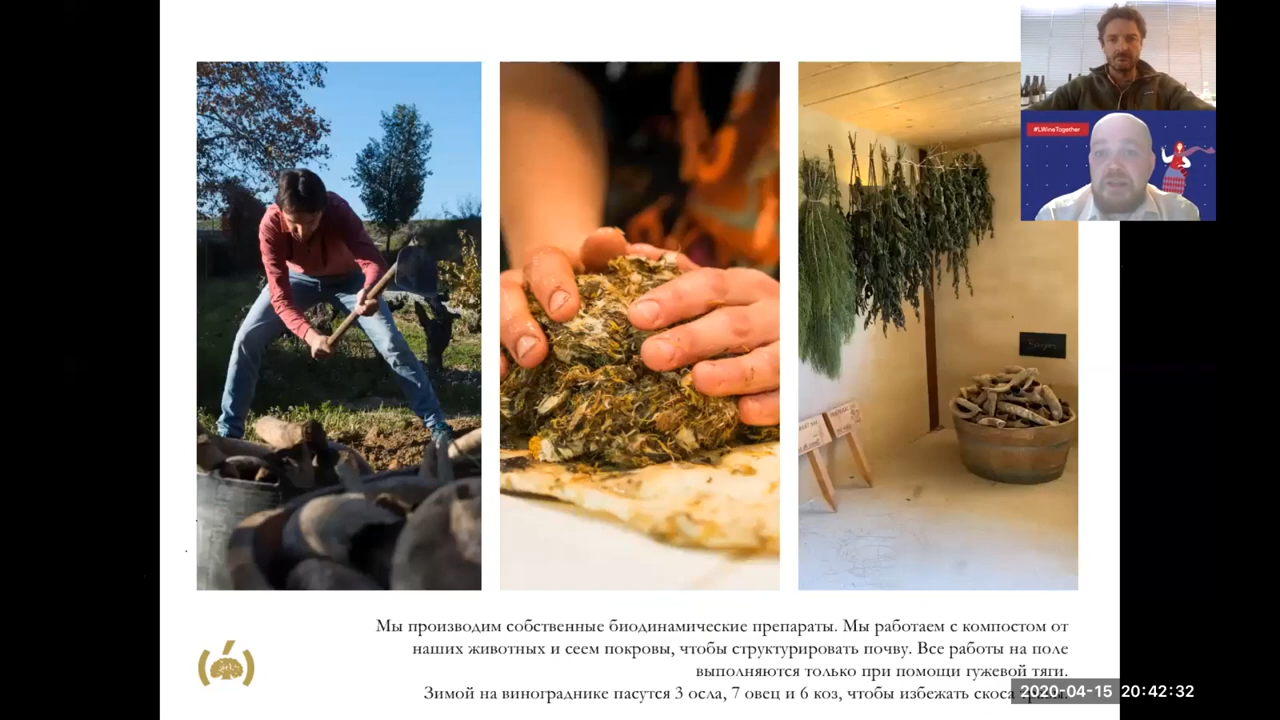 #LWineTogether
Мы производим собственные биодинамические препараты. Мы работаем с компостом от
наших животных и сеем покровы, чтобы структурировать почву. Все работы на поле
выполняются только при помощи гужевой тяги.
Зимой на винограднике пасутся 3 осла, 7 овец и 6 коз, чтобы избежать скоса
2020-04-15 20:42:32